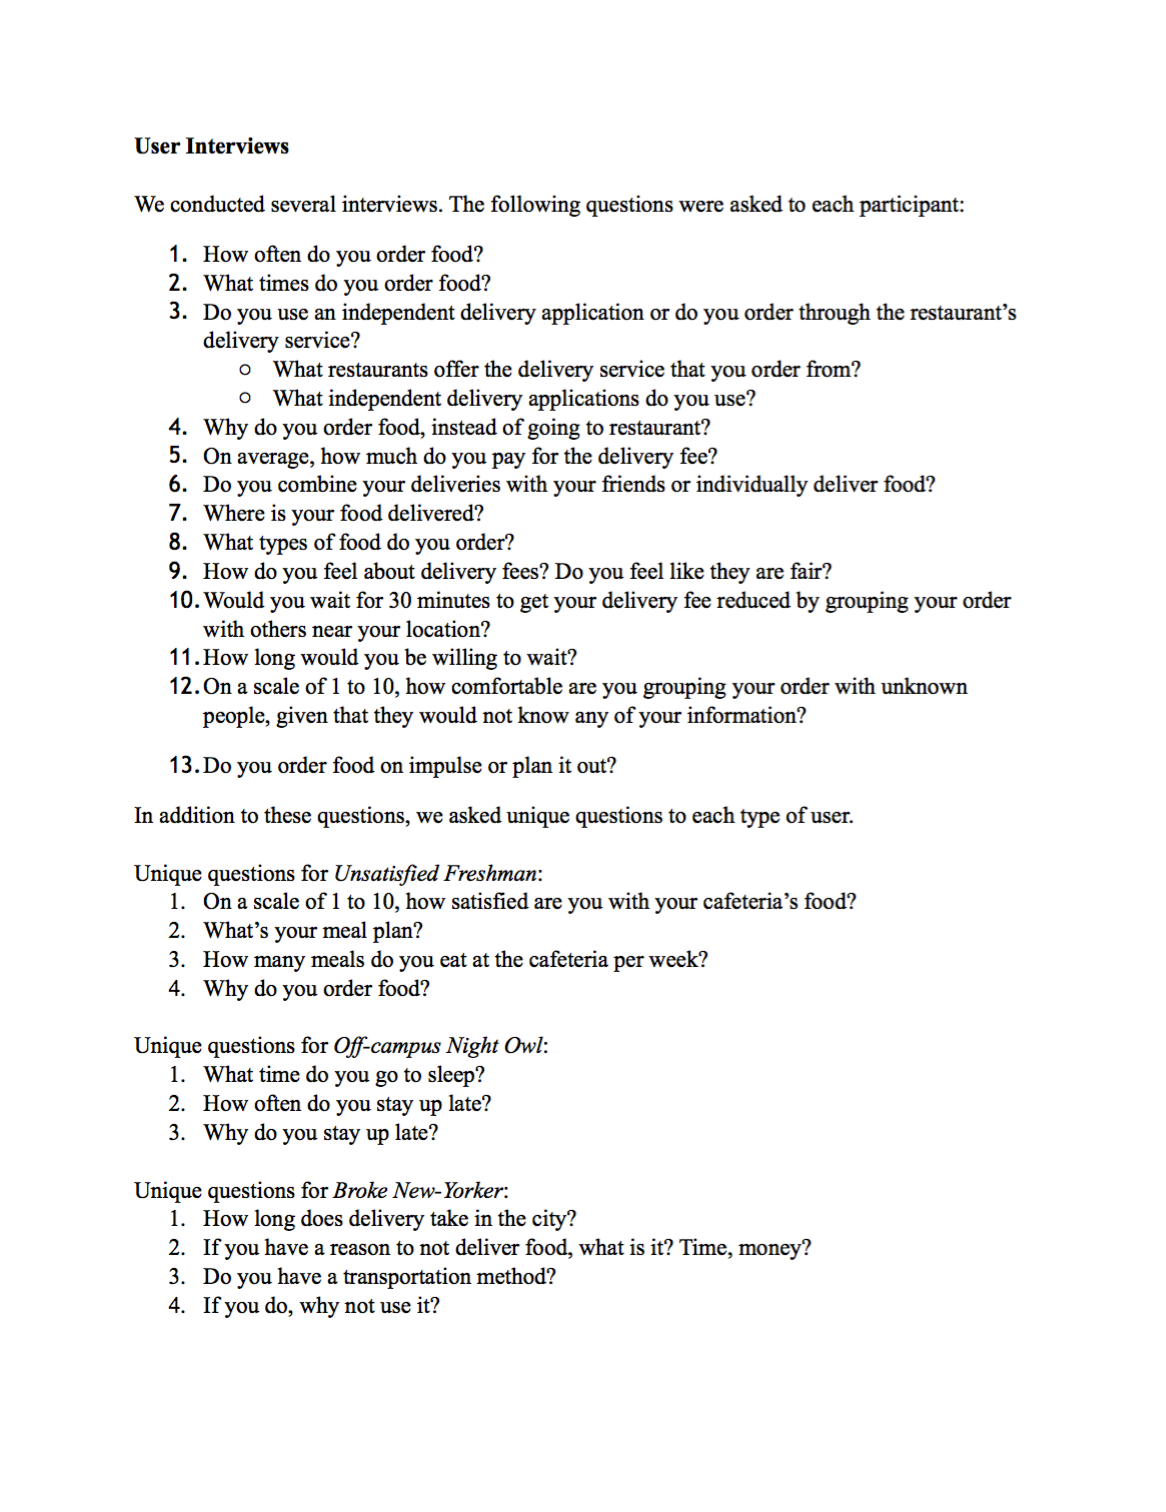 User Interviews
We conducted several interviews. The following questions were asked to each participant:
1. How often do you order food?
2. What times do you order food?
3. Do you use an independent delivery application or do you order through the restaurant’s
delivery service?
○ What restaurants offer the delivery service that you order from?
○ What independent delivery applications do you use?
4. Why do you order food, instead of going to restaurant?
5. On average, how much do you pay for the delivery fee?
6. Do you combine your deliveries with your friends or individually deliver food?
7. Where is your food delivered?
8. What types of food do you order?
9. How do you feel about delivery fees? Do you feel like they are fair?
10. Would you wait for 30 minutes to get your delivery fee reduced by grouping your order
with others near your location?
11. How long would you be willing to wait?
12. On a scale of 1 to 10, how comfortable are you grouping your order with unknown
people, given that they would not know any of your information?
13. Do you order food on impulse or plan it out?
In addition to these questions, we asked unique questions to each type of user.
Unique questions for Unsatisfied Freshman:
1. On a scale of 1 to 10, how satisfied are you with your cafeteria’s food?
2. What’s your meal plan?
3. How many meals do you eat at the cafeteria per week?
4. Why do you order food?
Unique questions for Off-campus Night Owl:
1. What time do you go to sleep?
2. How often do you stay up late?
3. Why do you stay up late?
Unique questions for Broke New-Yorker:
1. How long does delivery take in the city?
2. If you have a reason to not deliver food, what is it? Time, money?
3. Do you have a transportation method?
4. If you do, why not use it?